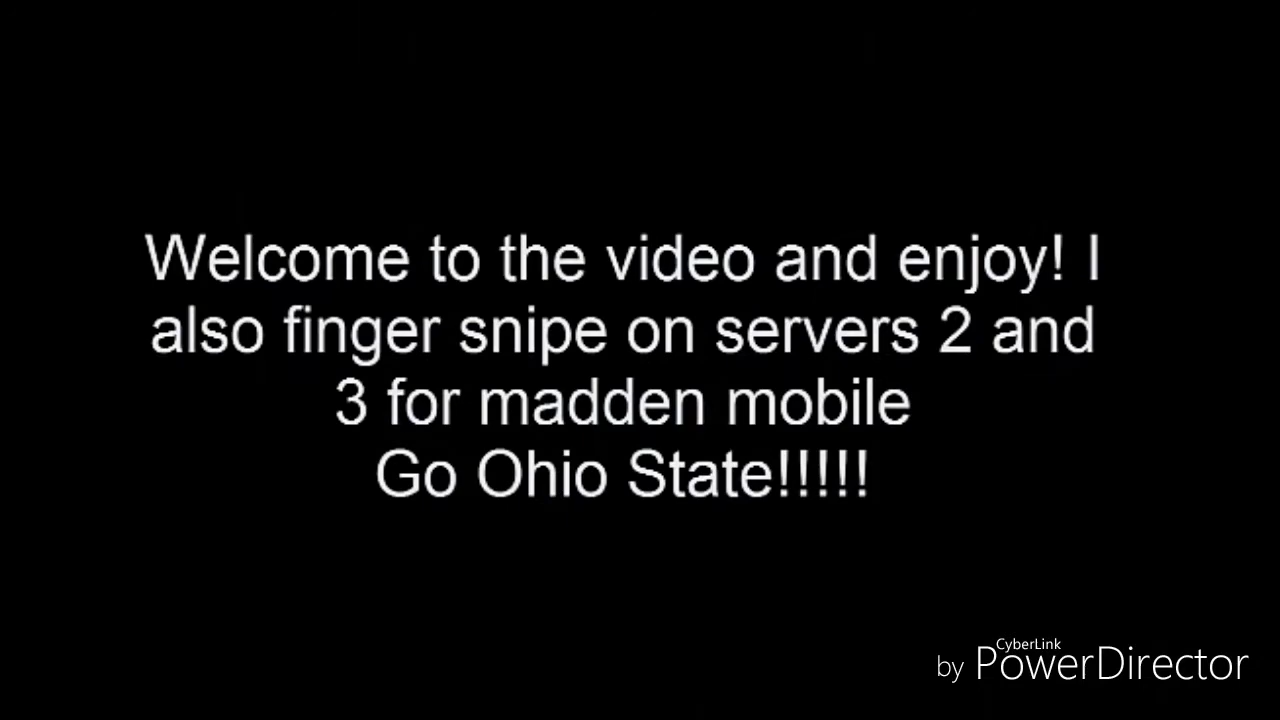 Welcome to the video and enjoy! I
also finger snipe on servers 2 and
3 for madden mobile
Go Ohio State!!!!!
CyberLink
by PowerDirector